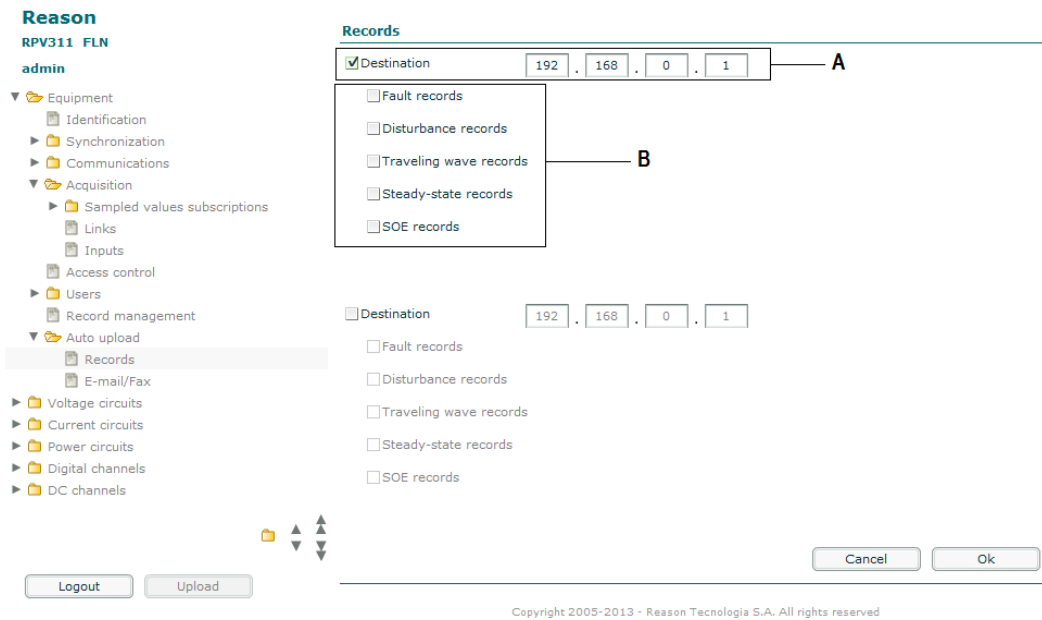 Reason
RPV311 FLN
admin
Equipment
Identification
Synchronization
Communications
Acquisition
Sampled values subscriptions
Links
Inputs
Access control
Users
Record management
Auto upload
Records
E-mail/Fax
Voltage circuits
Current circuits
Power circuits
Digital channels
DC channels
Logout Upload
Records
Destination 192 . 168 . 0 . 1 A
Fault records
Disturbance records
Traveling wave records B
Steady-state records
SOE records
Destination 192 . 168 . 0 . 1
Fault records
Disturbance records
Traveling wave records
Steady-state records
SOE records
Cancel Ok
Copyright 2005-2013 - Reason Tecnologia S.A. All rights reserved